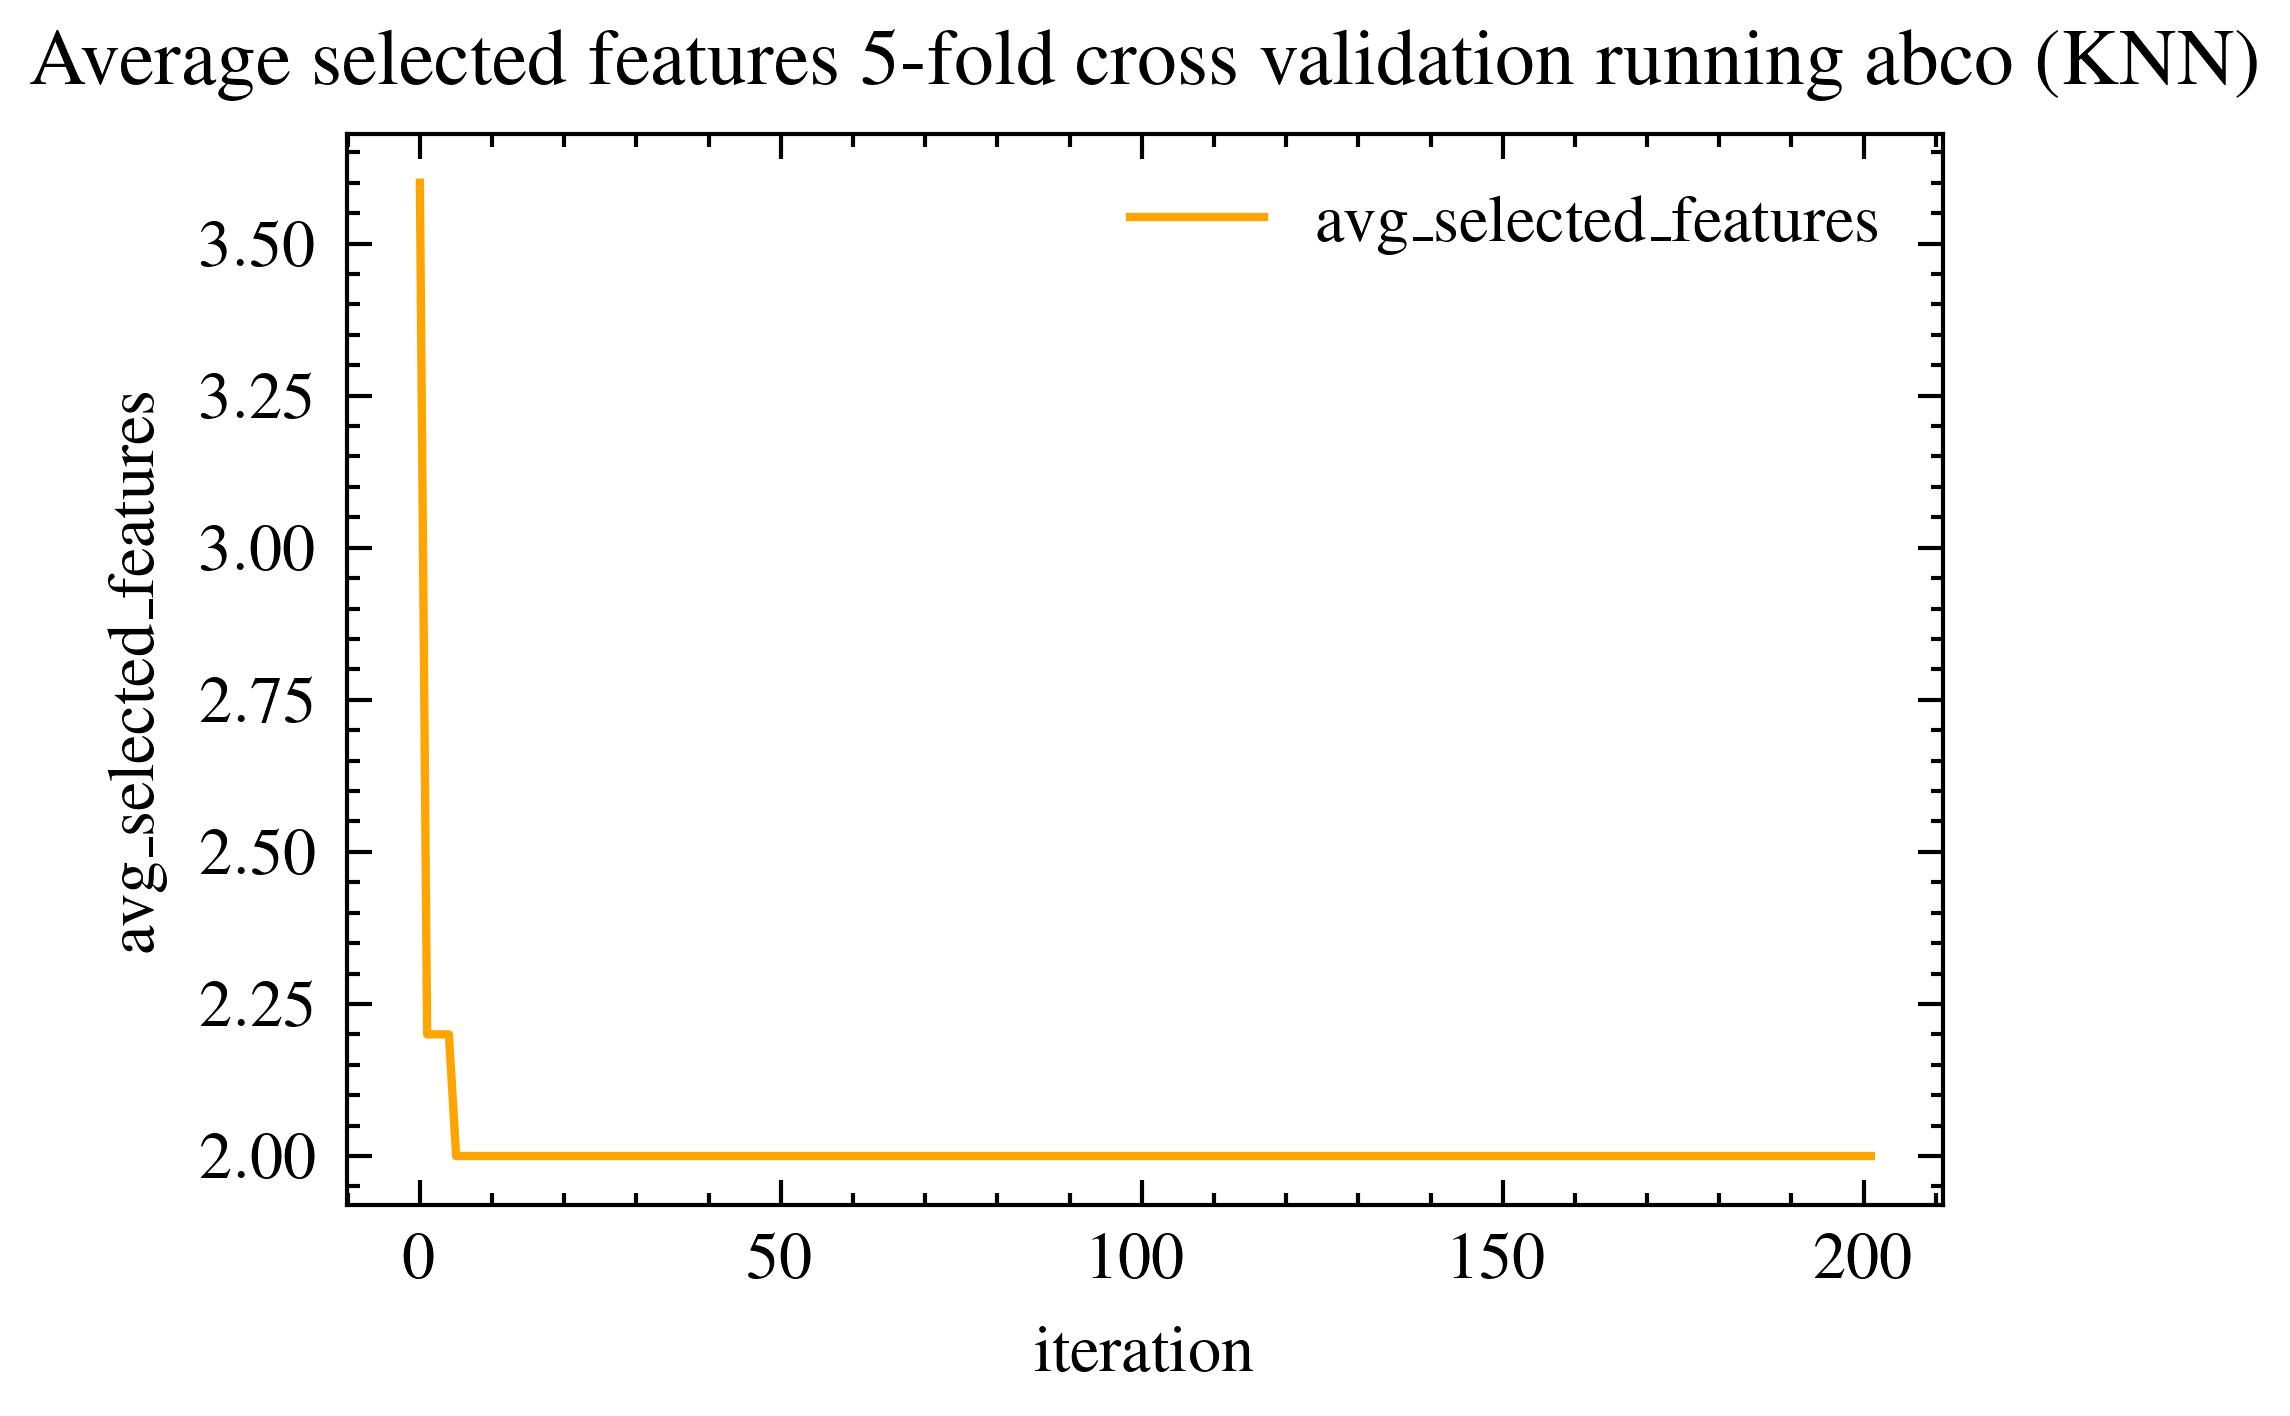 Average selected features 5-fold cross validation running abco (KNN)
avg_selected_features
avg_selected_features
3.50
3.25
3.00
2.75
2.50
2.25
2.00
0 50 100 150 200
iteration